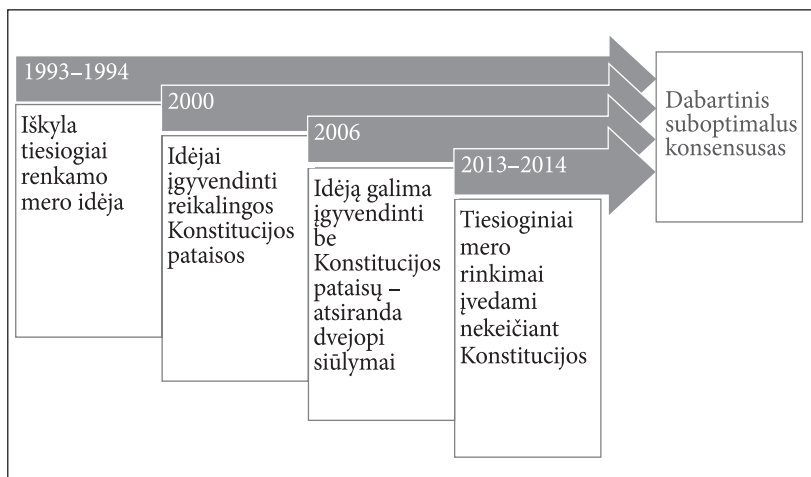 1993–1994
Iškyla
tiesiogiai
renkamo
mero idėja
2000
Idėjai
įgyvendinti
reikalingos
Konstitucijos
pataisos
2006
Idėją galima
įgyvendinti
be
Konstitucijos
pataisų –
atsiranda
dvejopi
siūlymai
2013–2014
Tiesioginiai
mero
rinkimai
įvedami
nekeičiant
Konstitucijos
Dabartinis
suboptimalus
konsensusas